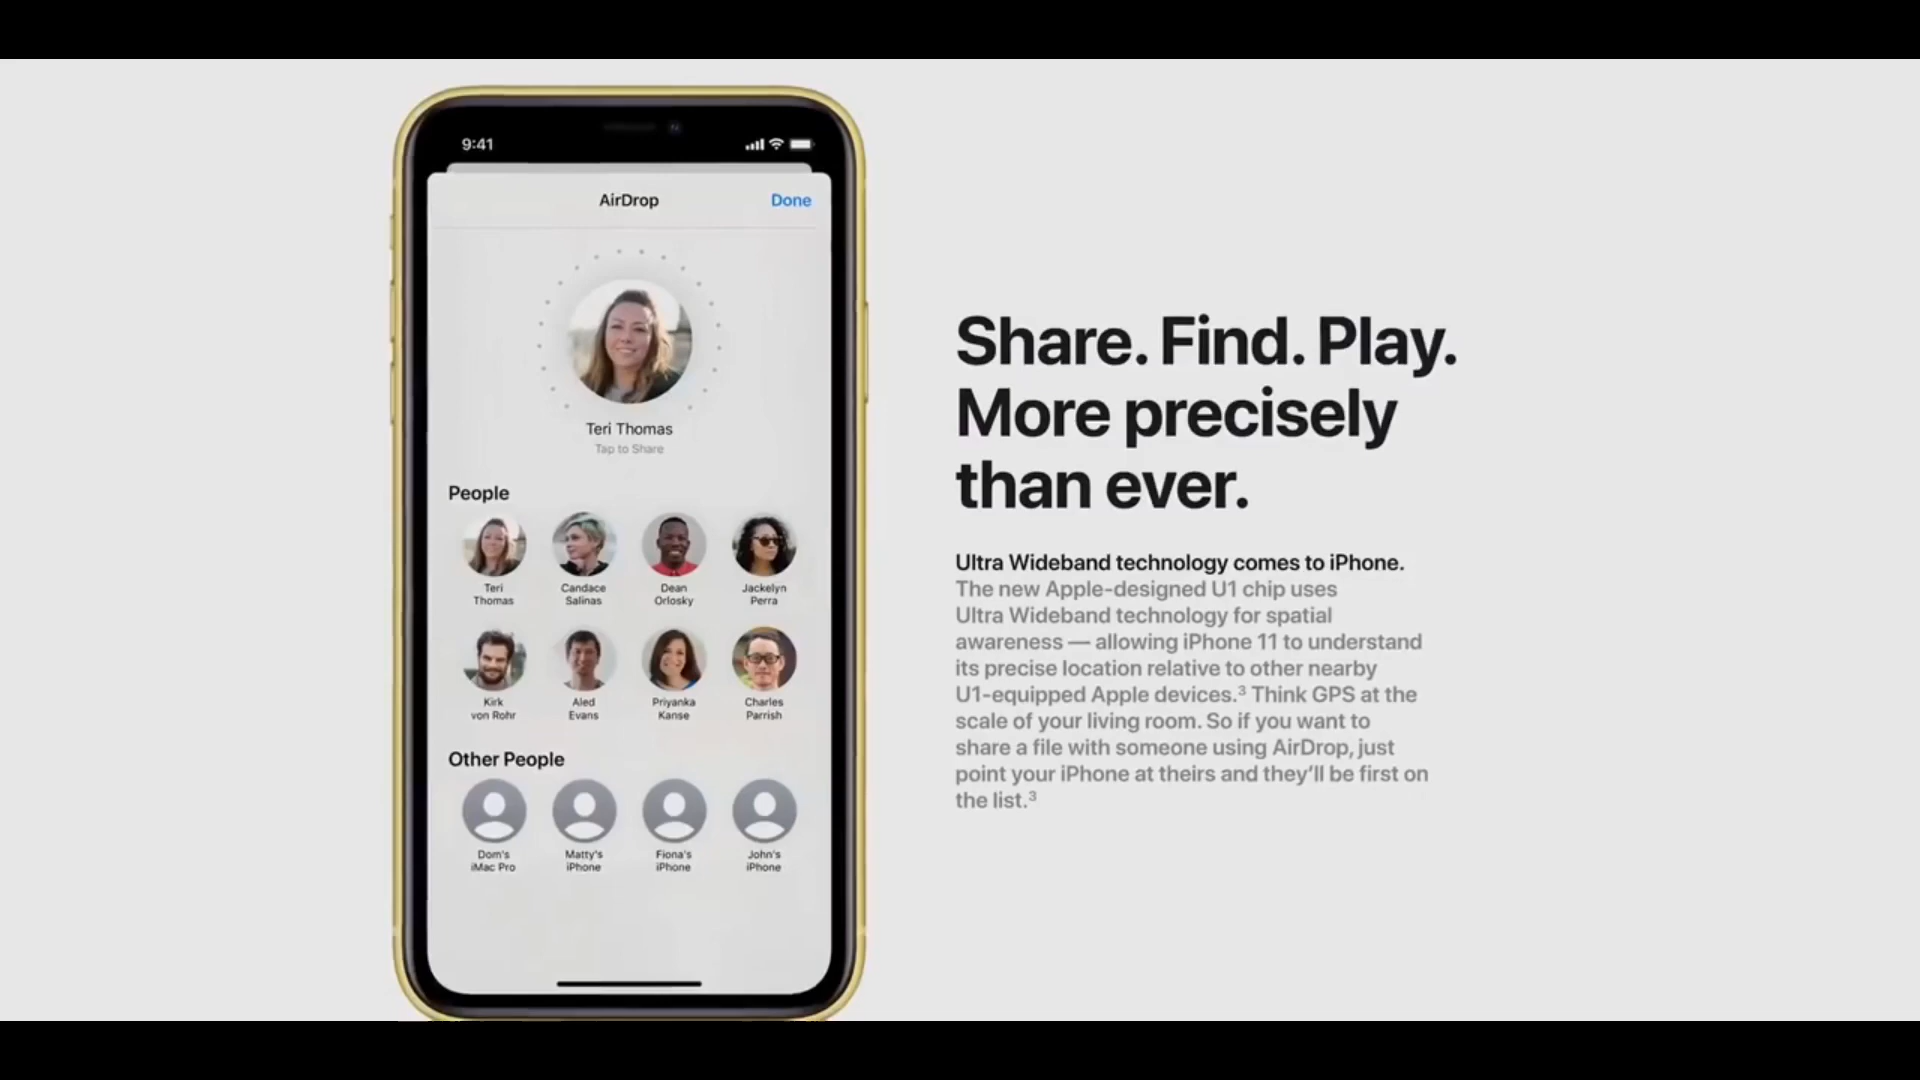 9:41
AirDrop
Done
Teri Thomas
Tap to Share
People
Teri
Thomas
Candace
Salinas
Dean
Orlosky
Jackelyn
Perra
Kirk
von Rohr
Aled
Evans
Priyanka
Kanse
Charles
Parrish
Other People
Dom's
iMac Pro
Matty's
iPhone
Fiona's
iPhone
John's
iPhone
Share. Find. Play.
More precisely
than ever.
Ultra Wideband technology comes to iPhone.
The new Apple-designed U1 chip uses
Ultra Wideband technology for spatial
awareness — allowing iPhone 11 to understand
its precise location relative to other nearby
U1-equipped Apple devices.³ Think GPS at the
scale of your living room. So if you want to
share a file with someone using AirDrop, just
point your iPhone at theirs and they’ll be first on
the list.³